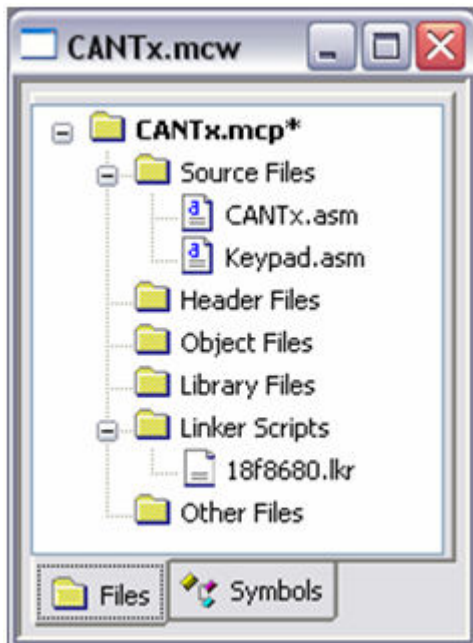 CANTx.mcw
CANTx.mcp*
Source Files
CANTx.asm
Keypad.asm
Header Files
Object Files
Library Files
Linker Scripts
18f8680.lkr
Other Files
Files Symbols